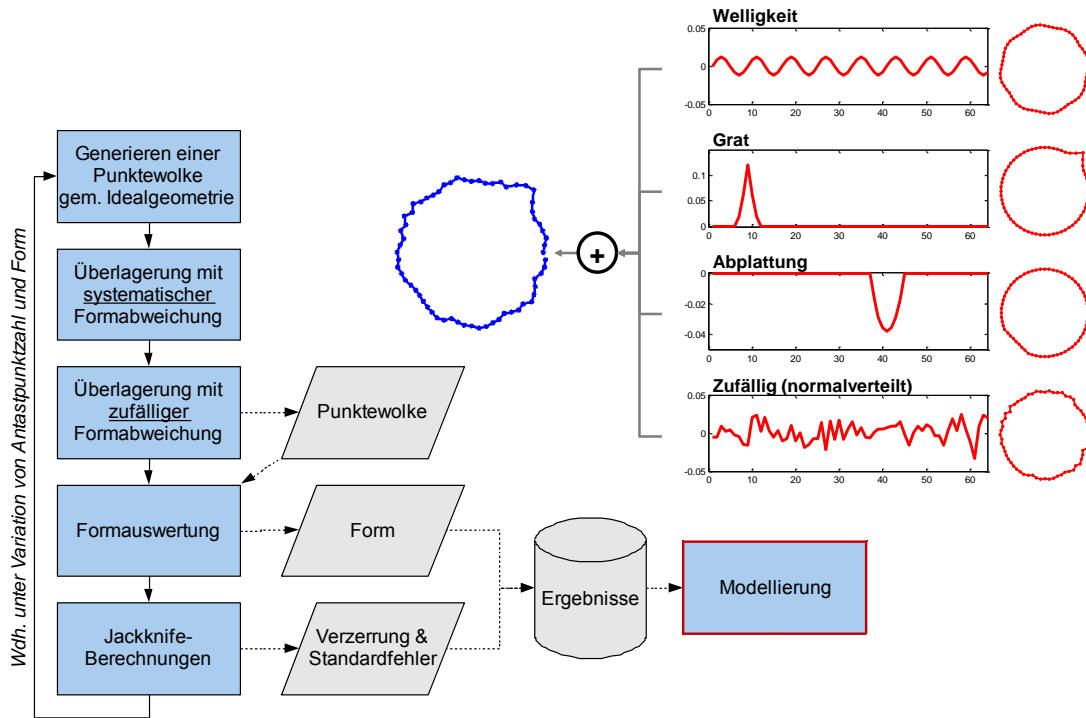 Wdh. unter Variation von Antastpunktzahl und Form
Generieren einer
Punktewolke
gem. Idealgeometrie
Überlagerung mit
systematischer
Formabweichung
Überlagerung mit
zufälliger
Formabweichung
Punktewolke
Formauswertung
Form
Jackknife-
Berechnungen
Verzerrung &
Standardfehler
Ergebnisse
Modellierung
+
Welligkeit
0.05
0
-0.05
0 10 20 30 40 50 60
Grat
0.1
0.05
0
0 10 20 30 40 50 60
Abplattung
0
-0.02
-0.04
0 10 20 30 40 50 60
Zufällig (normalverteilt)
0.05
0
-0.05
0 10 20 30 40 50 60